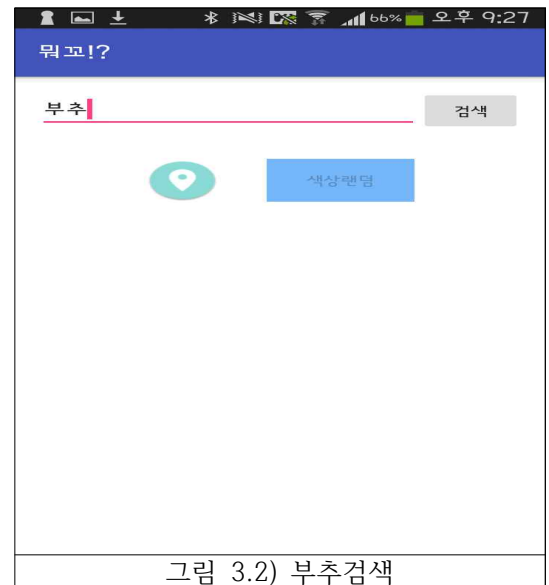 66% 오후 9:27
뭐꼬!?
부추 검색
색상랜덤
그림 3.2) 부추검색